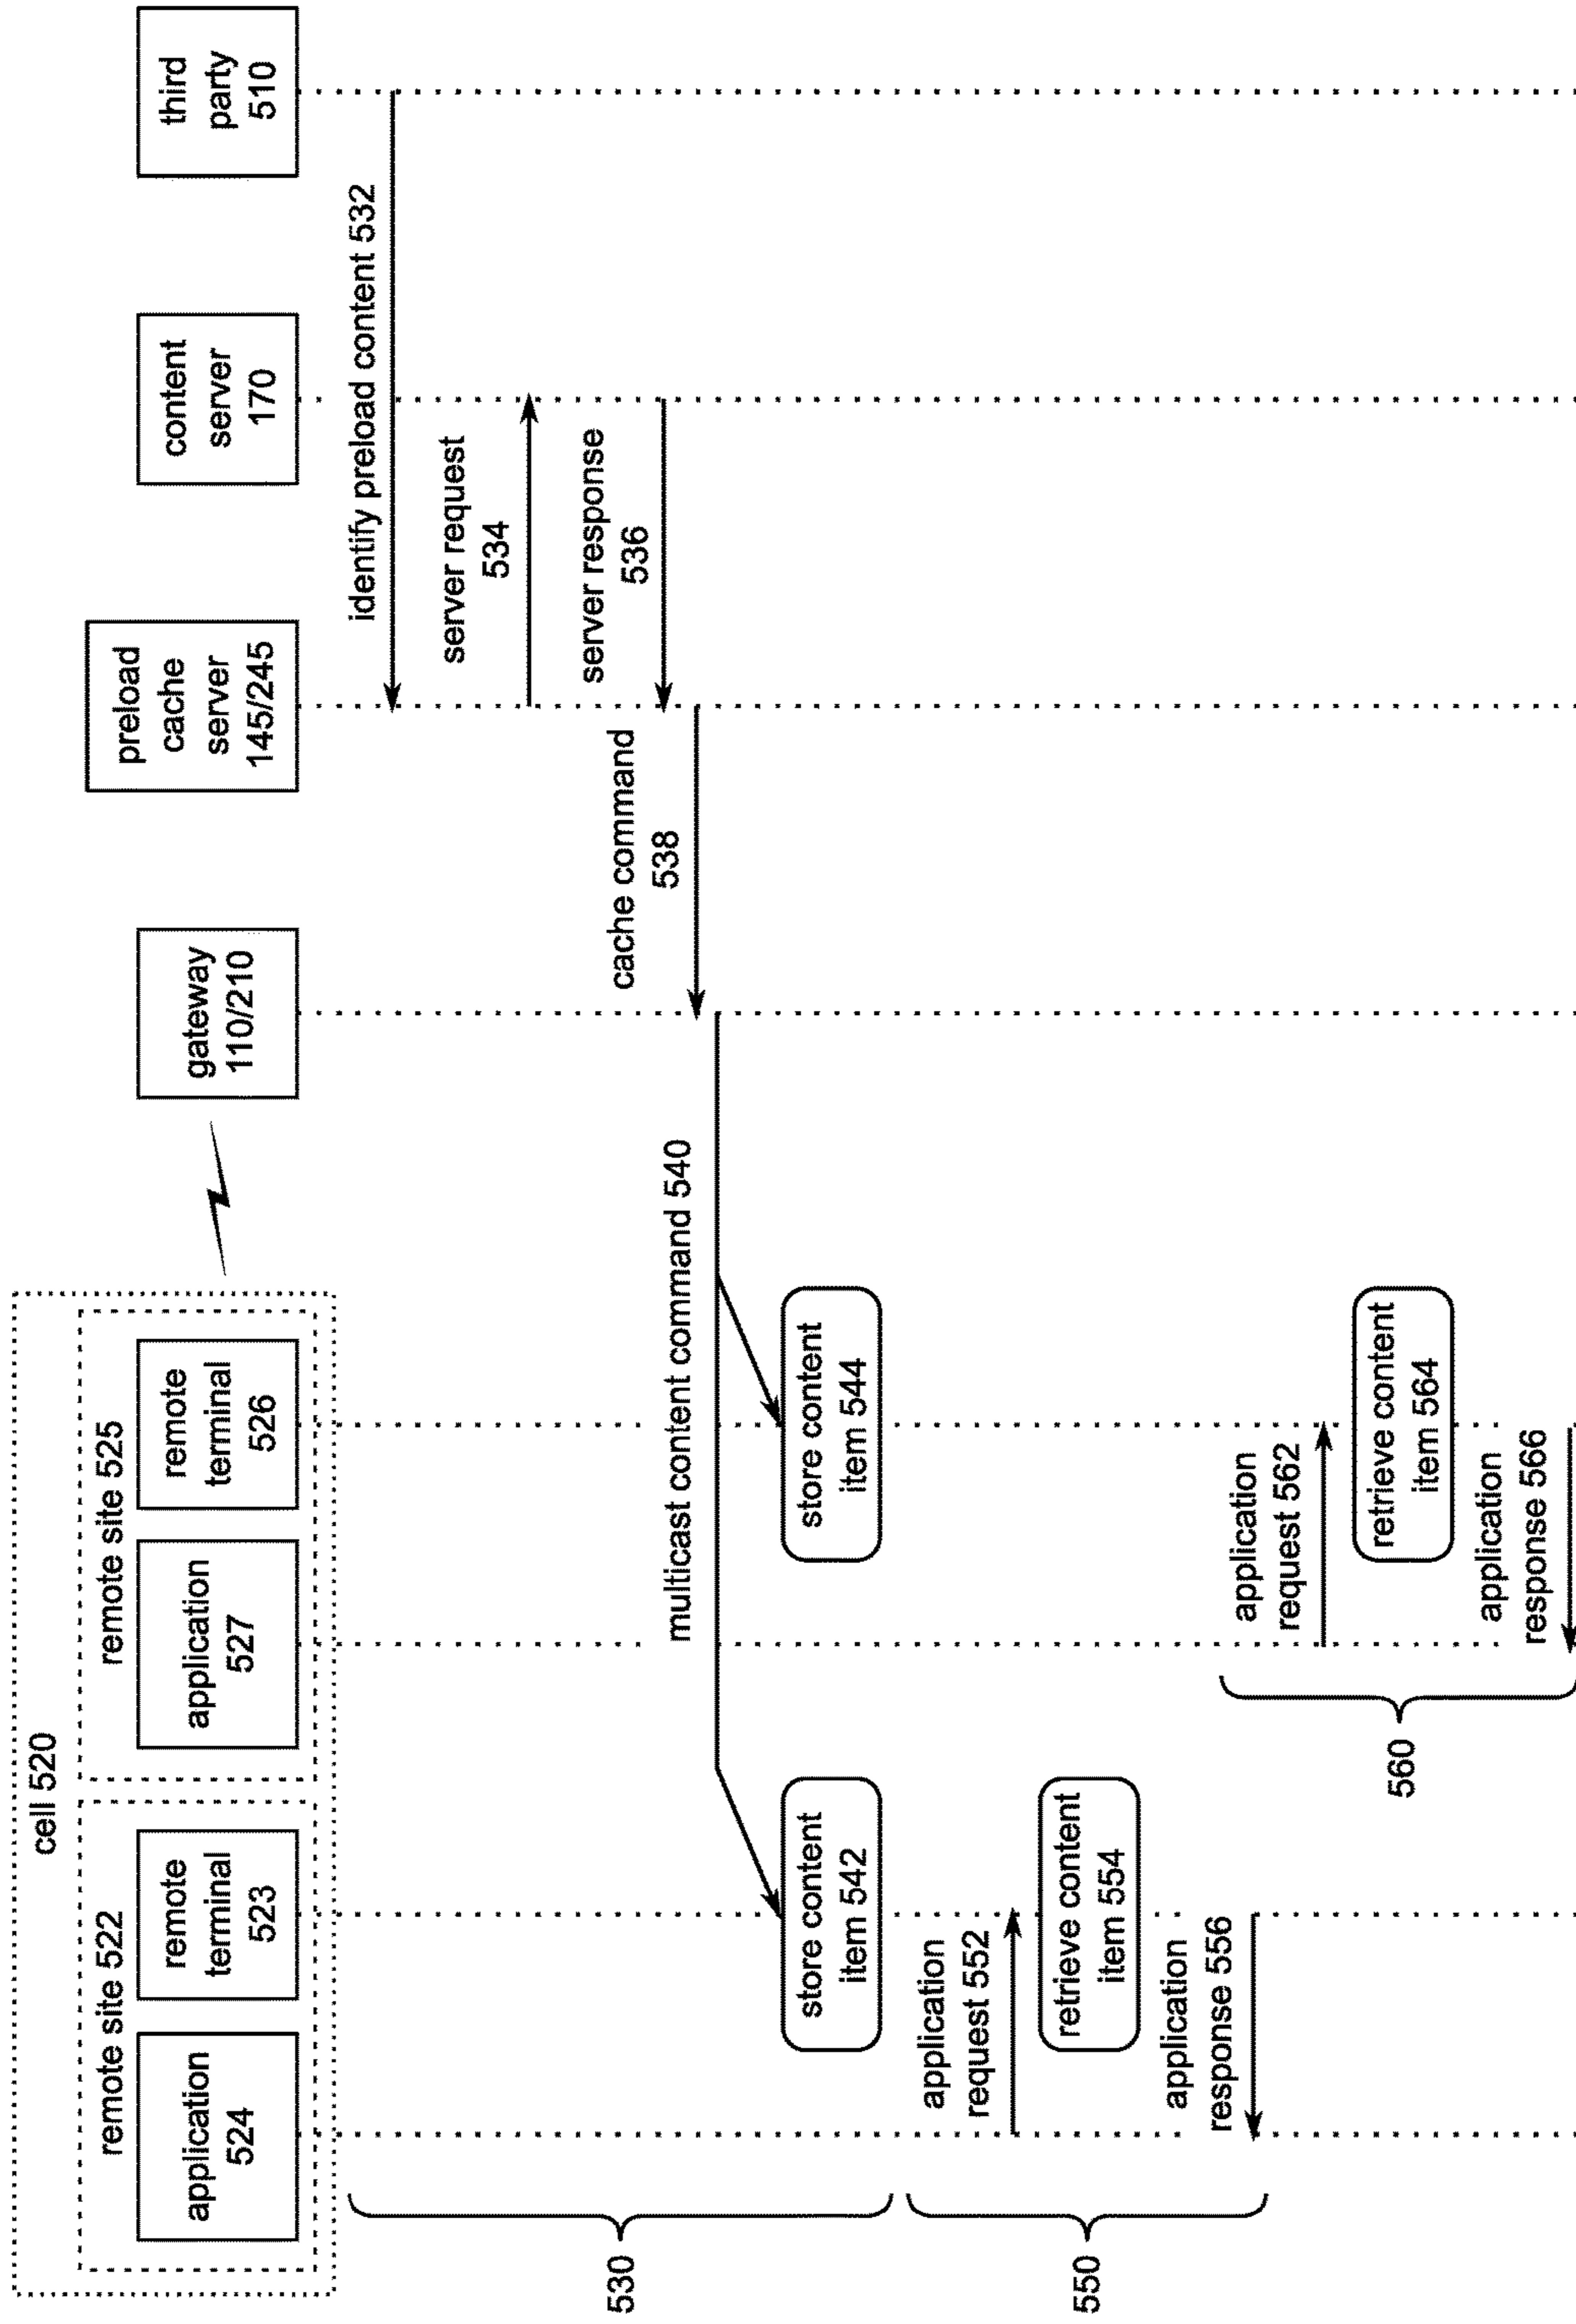 cell 520
remote site 522
remote site 525
application
524
remote
terminal
523
application
527
remote
terminal
526
gateway
110/210
preload
cache
server
145/245
content
server
170
third
party
510
identify preload content 532
server request
534
server response
536
cache command
538
multicast content command 540
store content
item 542
store content
item 544
530
application
request 552
retrieve content
item 554
application
response 556
550
application
request 562
retrieve content
item 564
application
response 566
560